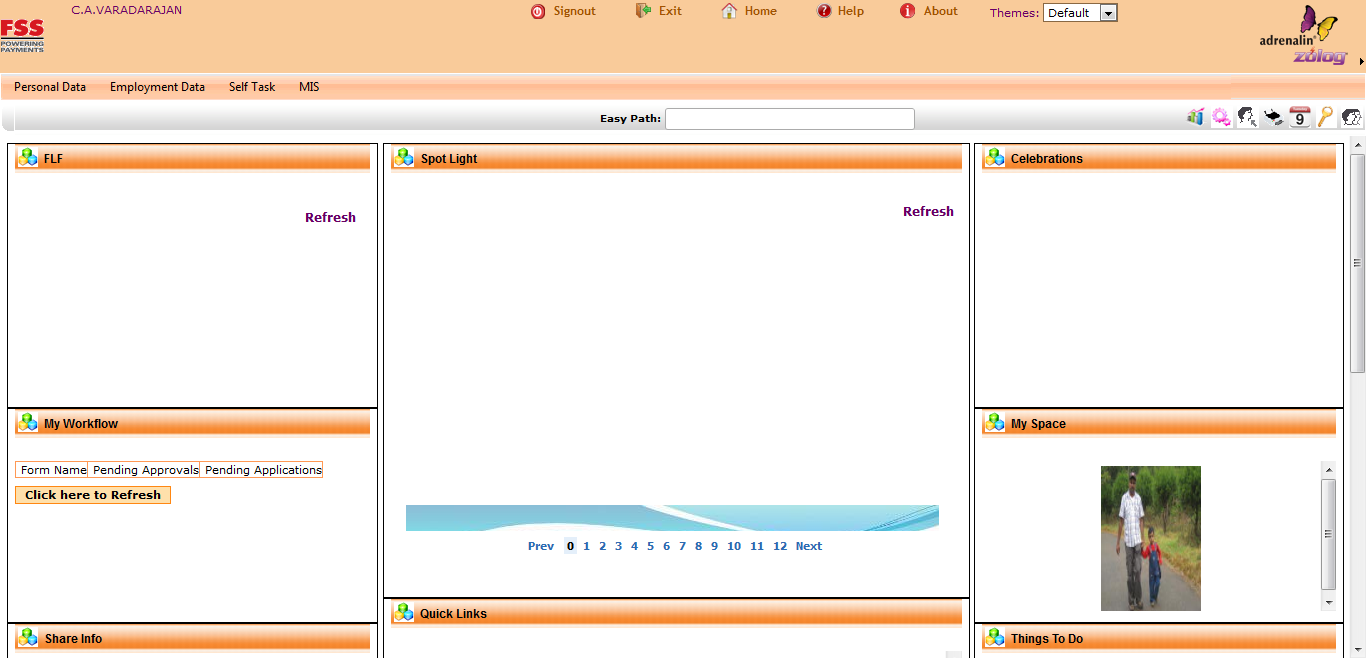 C.A.VARADARAJAN
Signout
Exit
Home
Help
About
Themes: Default
FSS
POWERING
PAYMENTS
adrenalin
zólog
Personal Data
Employment Data
Self Task
MIS
Easy Path:
9
FLF
Refresh
Spot Light
Refresh
Celebrations
My Workflow
Form Name Pending Approvals Pending Applications
Click here to Refresh
Prev 0 1 2 3 4 5 6 7 8 9 10 11 12 Next
My Space
Share Info
Quick Links
Things To Do